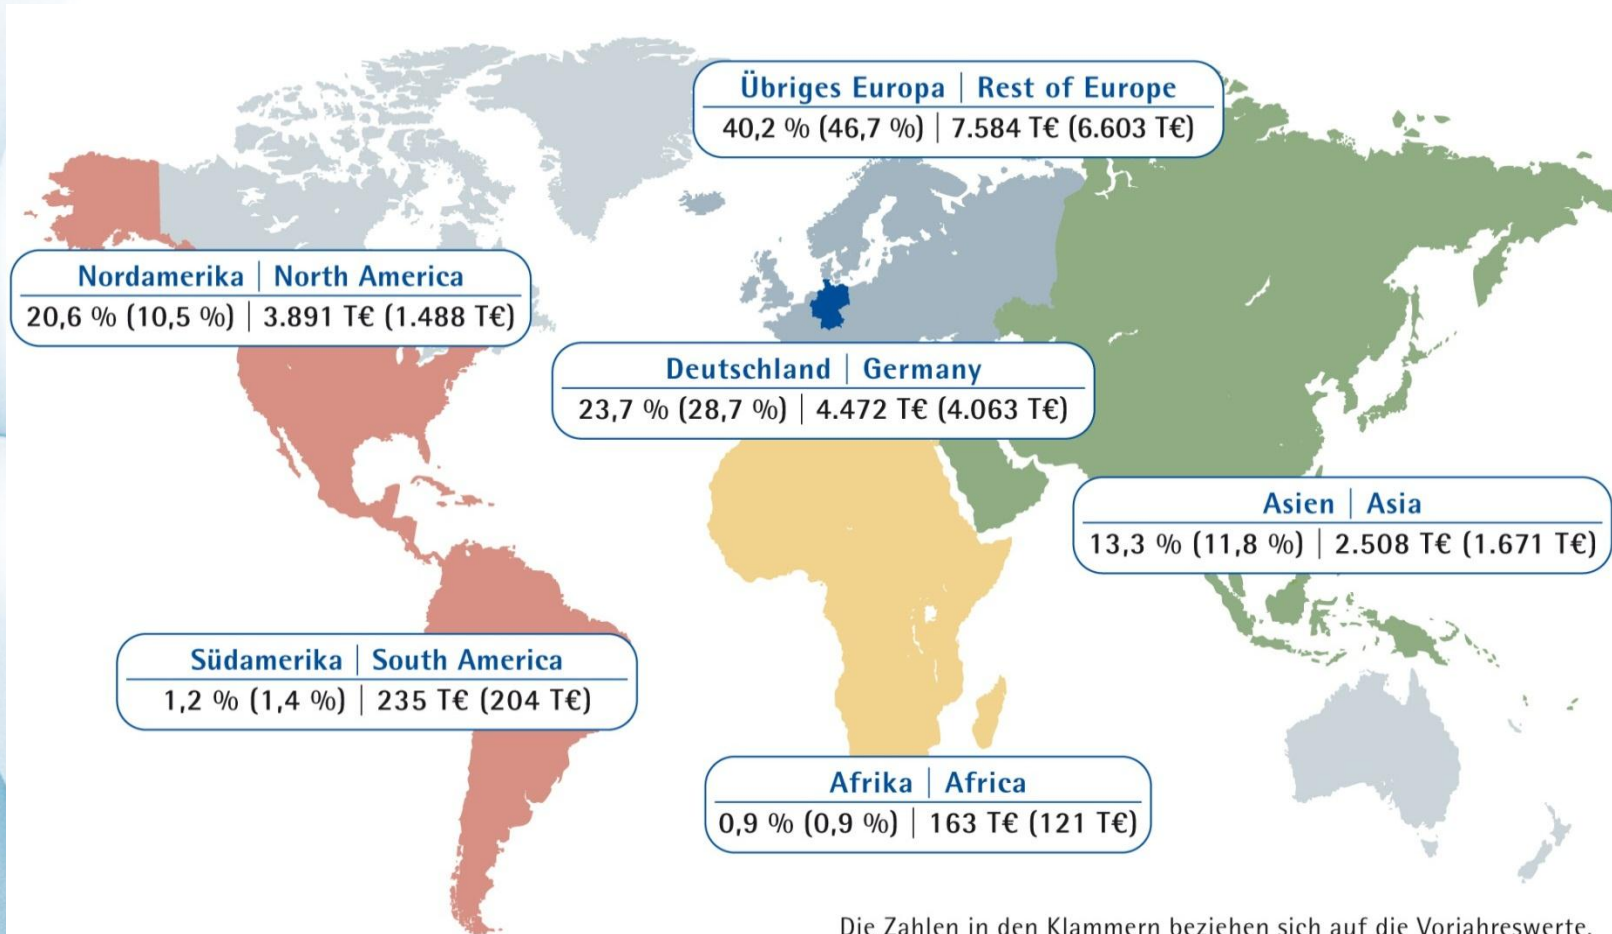 Übriges Europa | Rest of Europe
40,2 % (46,7 %) | 7.584 T€ (6.603 T€)
Nordamerika | North America
20,6 % (10,5 %) | 3.891 T€ (1.488 T€)
Deutschland | Germany
23,7 % (28,7 %) | 4.472 T€ (4.063 T€)
Asien | Asia
13,3 % (11,8 %) | 2.508 T€ (1.671 T€)
Südamerika | South America
1,2 % (1,4 %) | 235 T€ (204 T€)
Afrika | Africa
0,9 % (0,9 %) | 163 T€ (121 T€)
Die Zahlen in den Klammern beziehen sich auf die Vorjahreswerte.